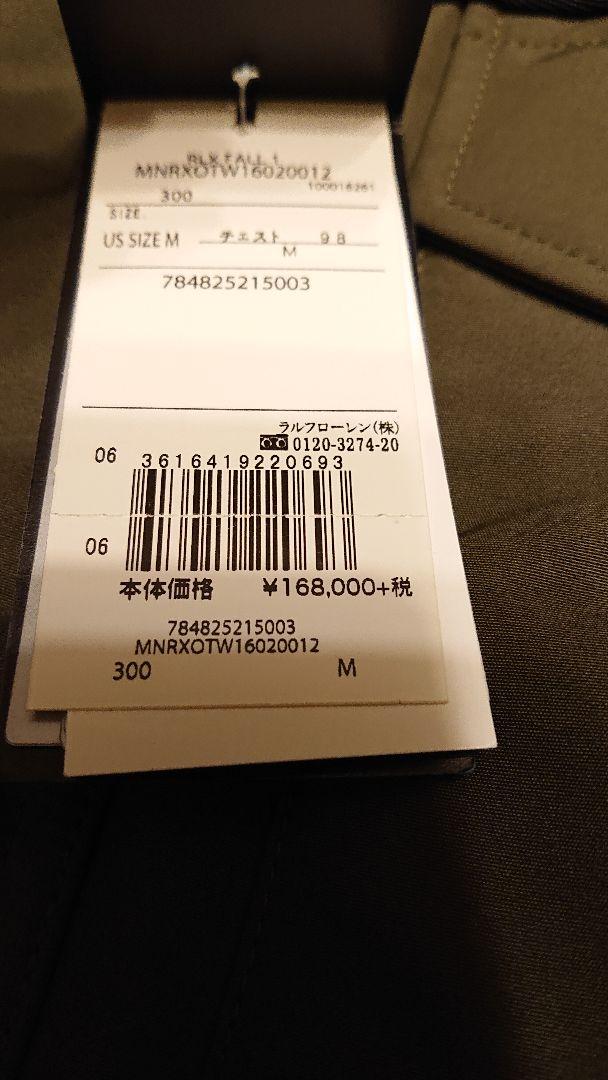 RLX FALL 1
MNRXOTW16020012
100016261
300
SIZE.
US SIZE M チェスト 98
M
784825215003
ラルフローレン(株)
0120-3274-20
06 3616419220693
06
本体価格 ¥168,000+税
784825215003
MNRXOTW16020012
300 M